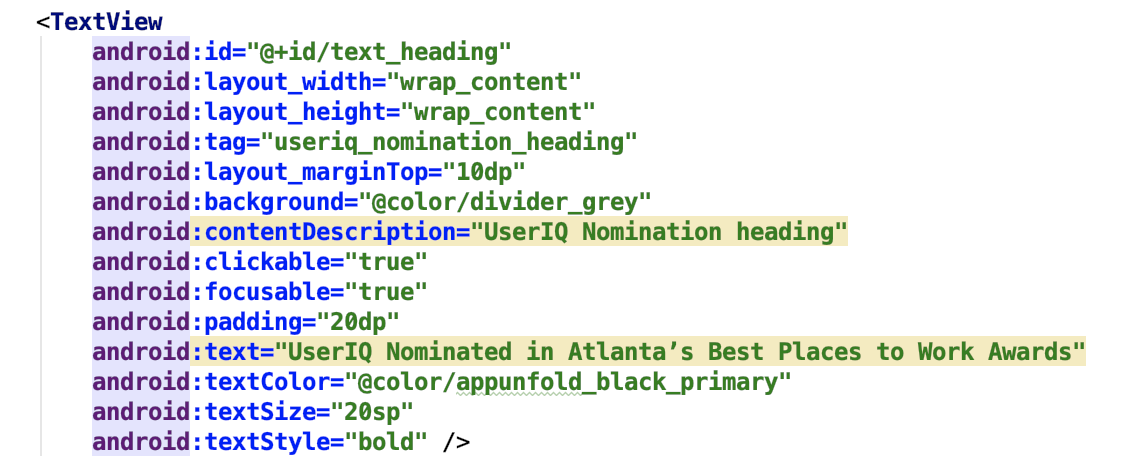 <TextView
android:id="@+id/text_heading"
android:layout_width="wrap_content"
android:layout_height="wrap_content"
android:tag="useriq_nomination_heading"
android:layout_marginTop="10dp"
android:background="@color/divider_grey"
android:contentDescription="UserIQ Nomination heading"
android:clickable="true"
android:focusable="true"
android:padding="20dp"
android:text="UserIQ Nominated in Atlanta’s Best Places to Work Awards"
android:textColor="@color/appunfold_black_primary"
android:textSize="20sp"
android:textStyle="bold" />